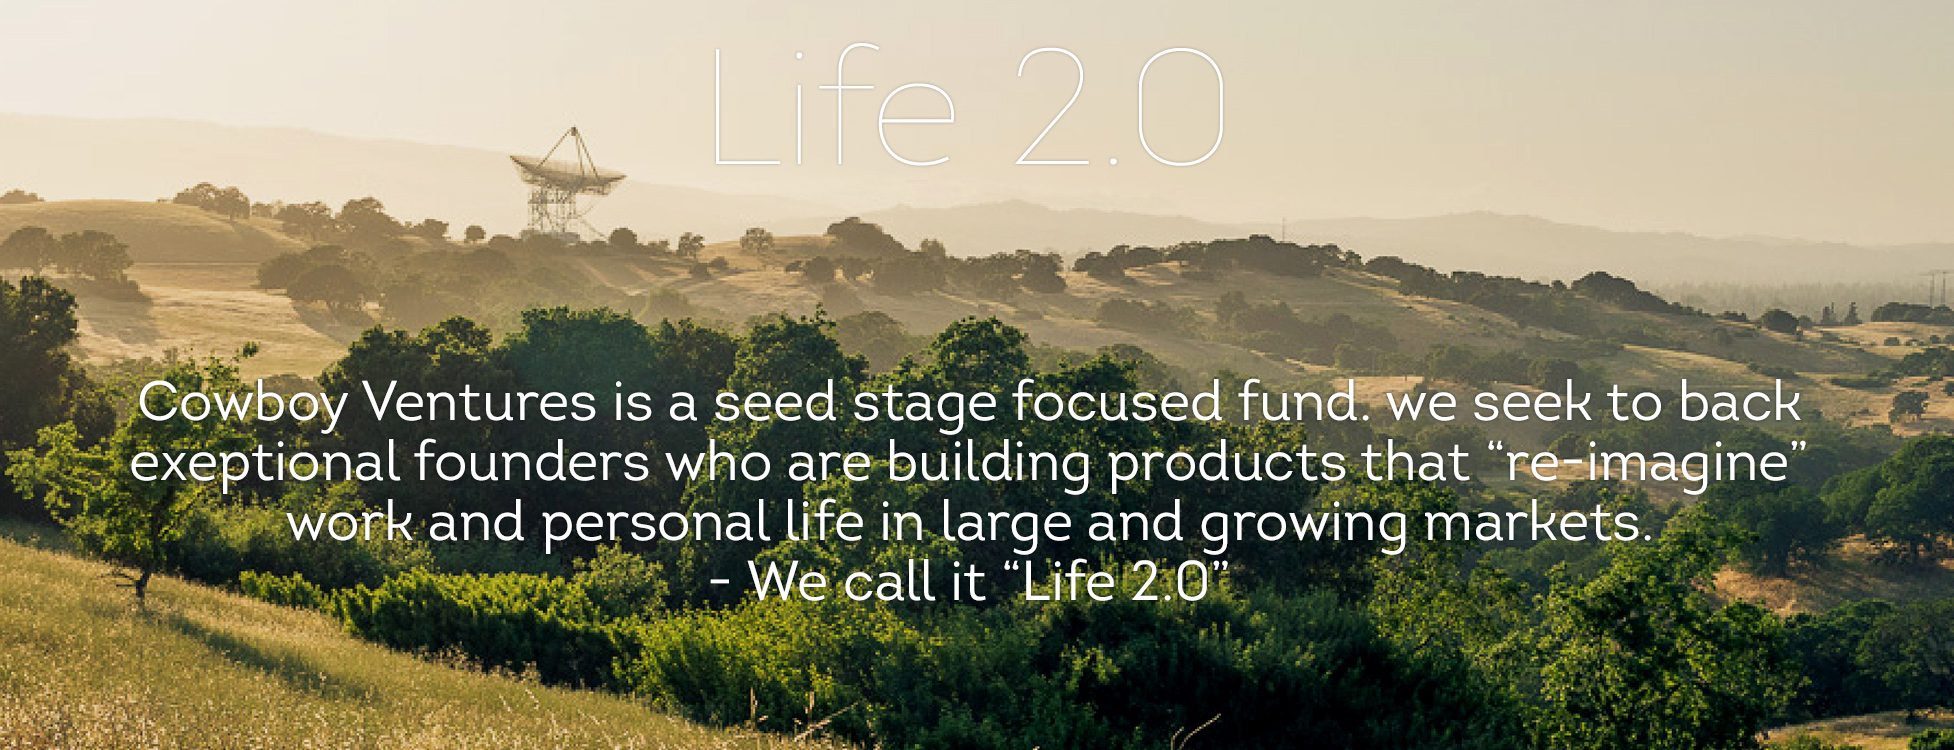 Life 2.0
Cowboy Ventures is a seed stage focused fund. we seek to back
exeptional founders who are building products that “re-imagine”
work and personal life in large and growing markets.
- We call it “Life 2.0”